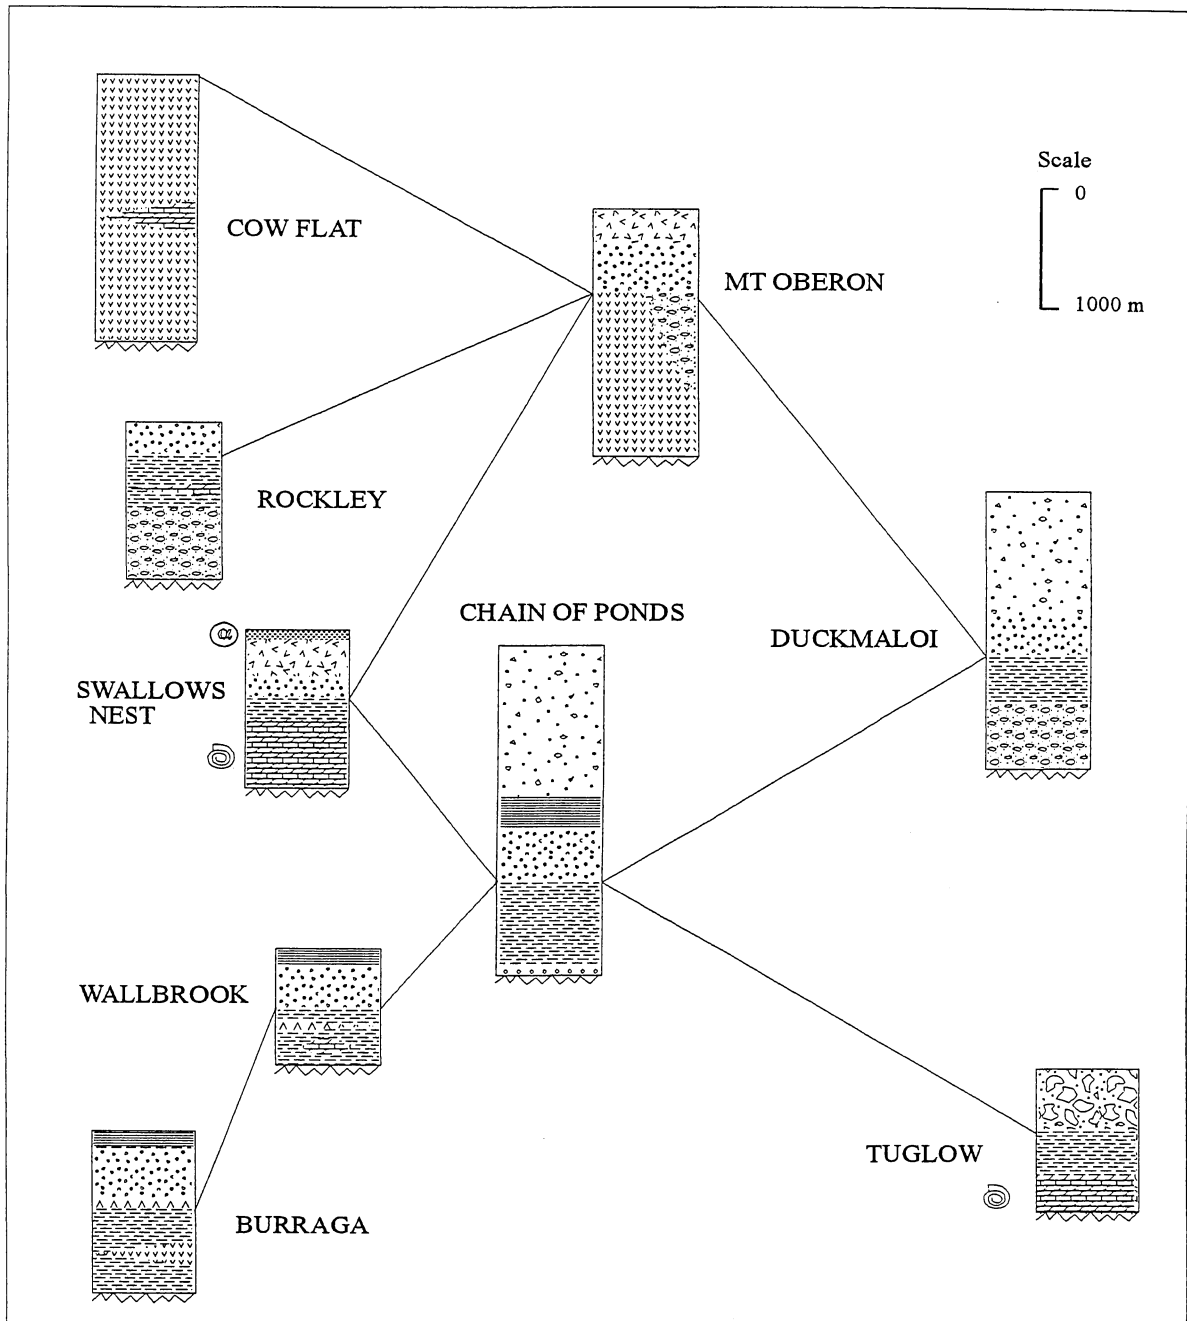 Scale
0
1000 m
COW FLAT
MT OBERON
ROCKLEY
CHAIN OF PONDS
DUCKMALOI
SWALLOWS
NEST
WALLBROOK
TUGLOW
BURRAGA